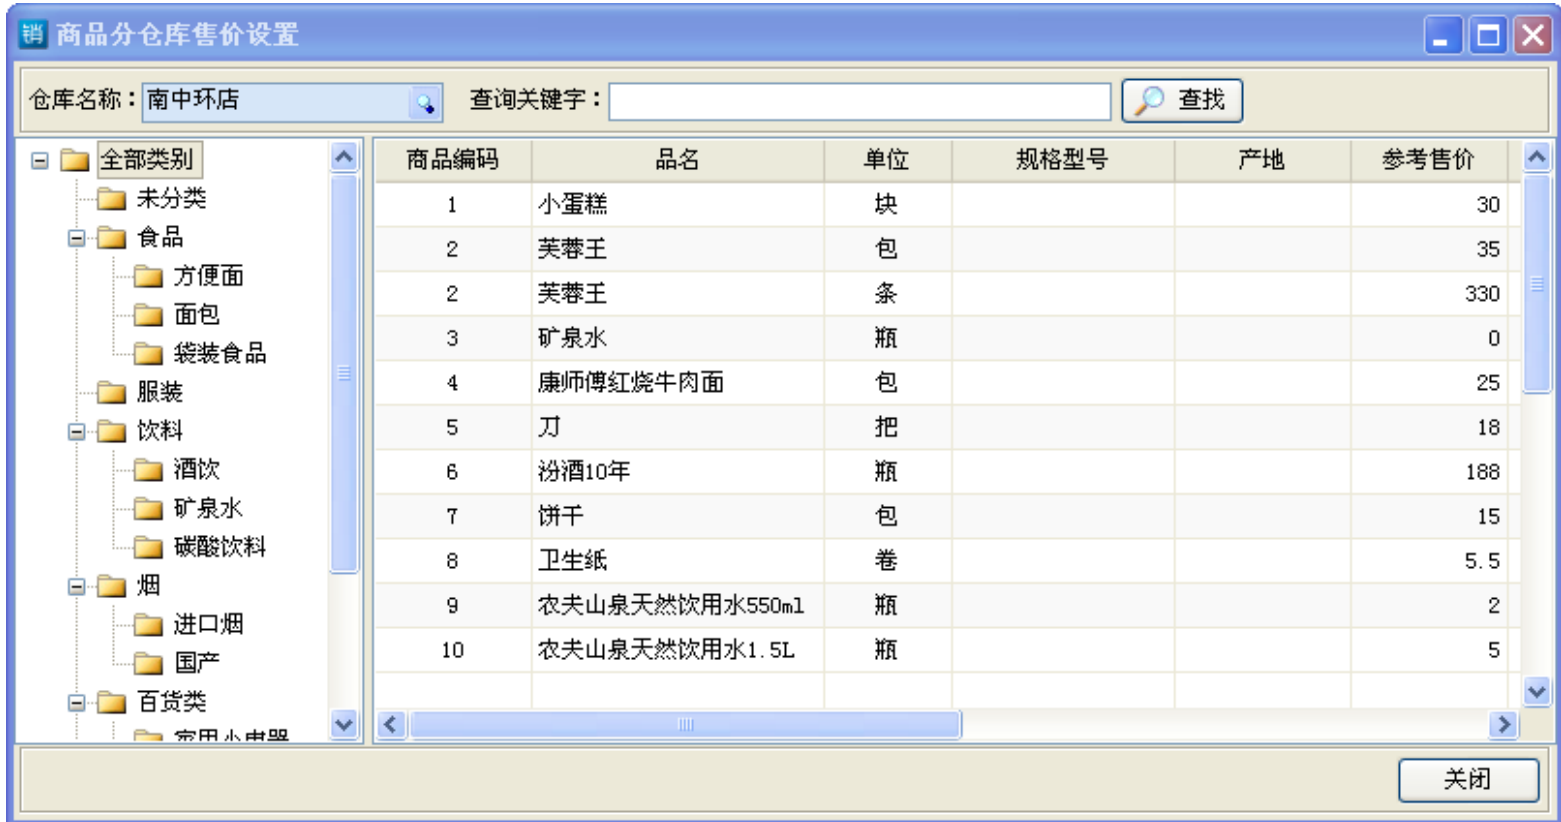 销 商品分仓库售价设置
仓库名称： 南中环店 查询关键字： 查找
全部类别
未分类
食品
方便面
面包
袋装食品
服装
饮料
酒饮
矿泉水
碳酸饮料
烟
进口烟
国产
百货类
家用小电器
商品编码 品名 单位 规格型号 产地 参考售价
1 小蛋糕 块 30
2 芙蓉王 包 35
2 芙蓉王 条 330
3 矿泉水 瓶 0
4 康师傅红烧牛肉面 包 25
5 刀 把 18
6 汾酒10年 瓶 188
7 饼干 包 15
8 卫生纸 卷 5.5
9 农夫山泉天然饮用水550ml 瓶 2
10 农夫山泉天然饮用水1.5L 瓶 5
关闭